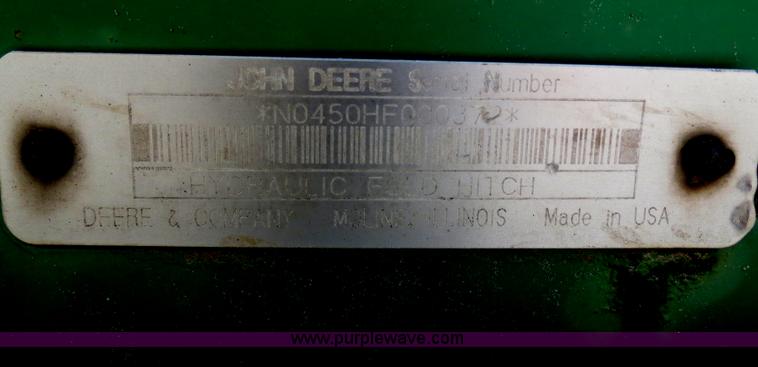 JOHN DEERE Serial Number
HYDRAULIC FOLD HITCH
DEERE & COMPANY MOLINE, ILLINOIS Made in USA
www.purplewave.com